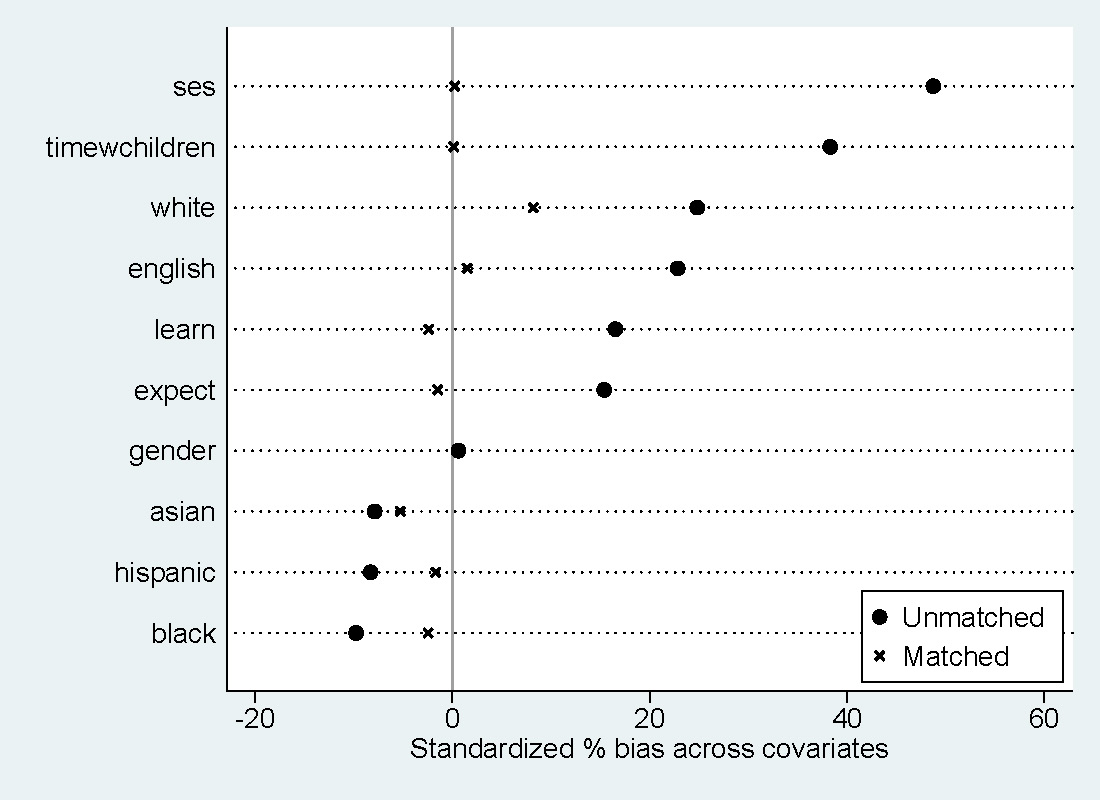 ses
timewchildren
white
english
learn
expect
gender
asian
hispanic
black
Unmatched
Matched
-20 0 20 40 60
Standardized % bias across covariates